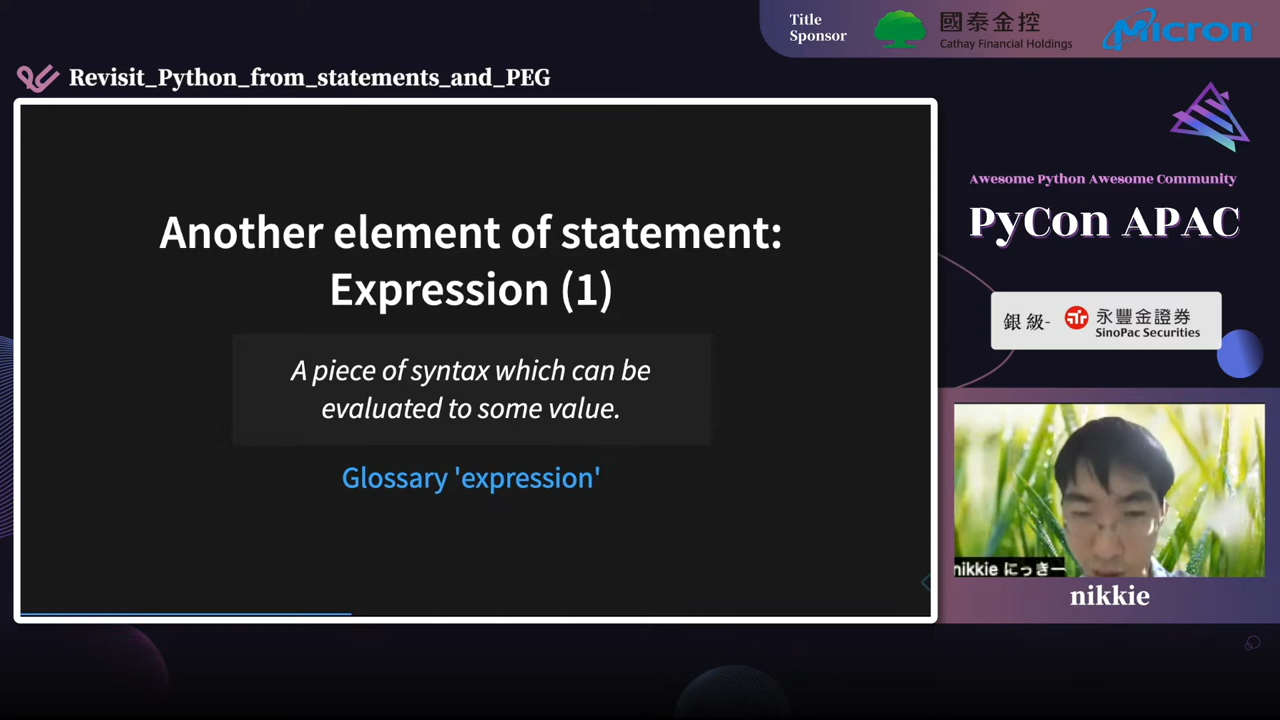 Title
Sponsor
國泰金控
Cathay Financial Holdings
Micron
Revisit_Python_from_statements_and_PEG
Another element of statement:
Expression (1)
A piece of syntax which can be
evaluated to some value.
Glossary 'expression'
Awesome Python Awesome Community
PyCon APAC
銀級-
永豐金證券
SinoPac Securities
nikkie にっきー
nikkie